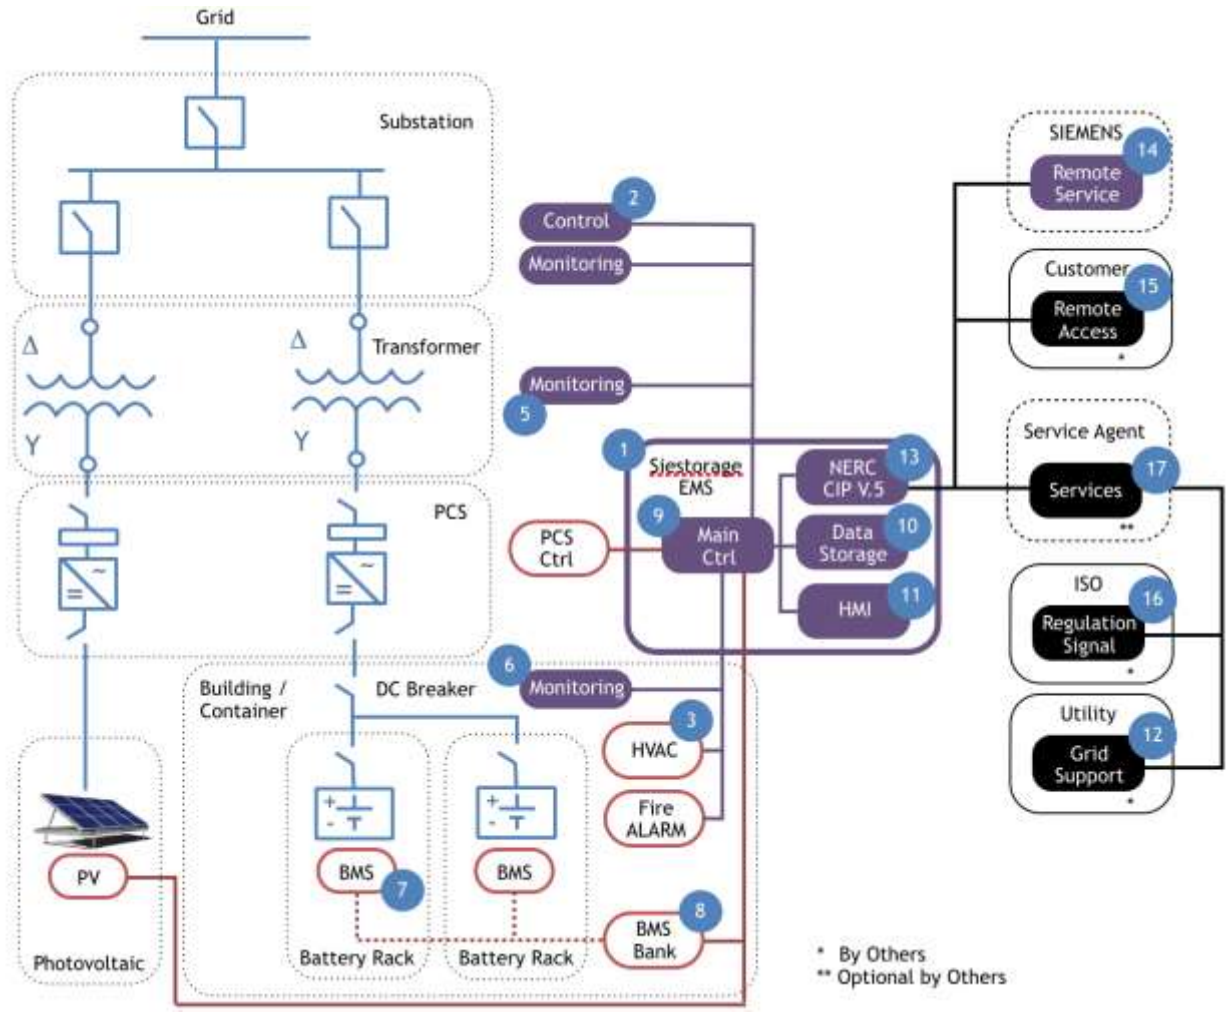 Grid
Substation
Δ
Δ
Transformer
Y
Y
PCS
~
=
~
=
Building /
Container
DC Breaker
+
-
+
-
BMS
7
BMS
Battery Rack
Battery Rack
PV
Photovoltaic
Control
2
Monitoring
Monitoring
5
1
Siestorage
EMS
9
Main
Ctrl
PCS
Ctrl
NERC
CIP V.5
13
Data
Storage
10
HMI
11
6
Monitoring
3
HVAC
Fire
ALARM
8
BMS
Bank
SIEMENS
14
Remote
Service
Customer
15
Remote
Access
*
Service Agent
17
Services
**
ISO
16
Regulation
Signal
*
Utility
12
Grid
Support
*
* By Others
** Optional by Others